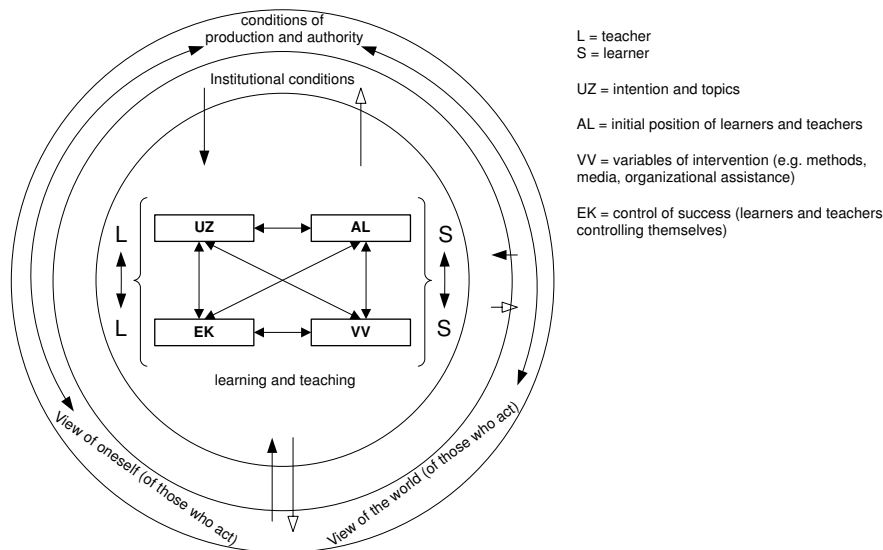 conditions of
production and authority
Institutional conditions
L
UZ
AL
S
L
EK
VV
S
learning and teaching
View of oneself (of those who act)
View of the world (of those who act)
L = teacher
S = learner
UZ = intention and topics
AL = initial position of learners and teachers
VV = variables of intervention (e.g. methods,
media, organizational assistance)
EK = control of success (learners and teachers
controlling themselves)